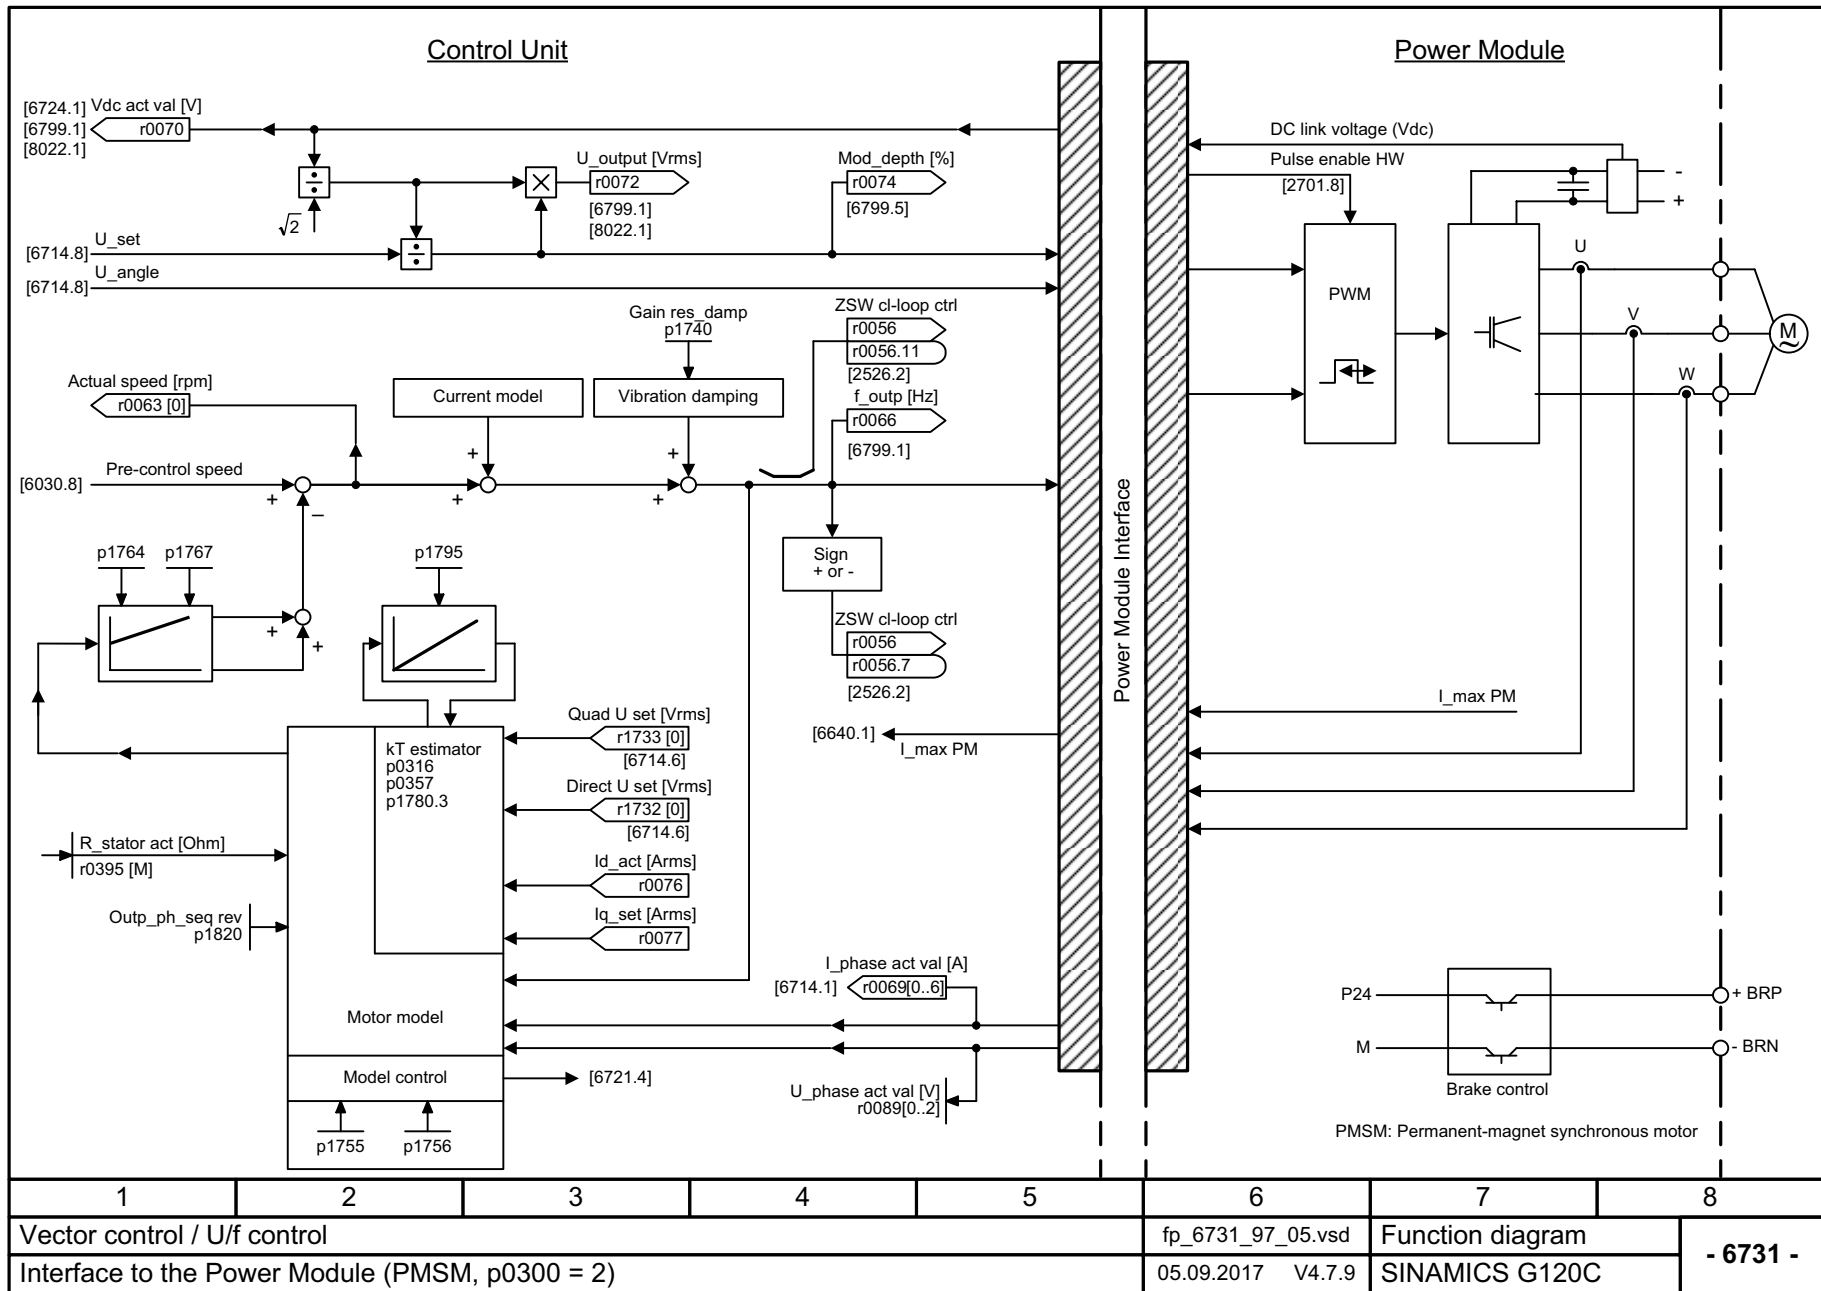 Control Unit
Power Module
[6724.1] Vdc act val [V]
[6799.1] r0070
[8022.1]
÷
√2
×
U_output [Vrms]
r0072
[6799.1]
[8022.1]
Mod_depth [%]
r0074
[6799.5]
U_set
[6714.8]
÷
U_angle
[6714.8]
Gain res_damp
p1740
ZSW cl-loop ctrl
r0056
r0056.11
[2526.2]
f_outp [Hz]
r0066
[6799.1]
Actual speed [rpm]
r0063 [0]
Current model
Vibration damping
+
+
Pre-control speed
[6030.8]
+
–
+
+
p1764
p1767
p1795
+
+
Sign
+ or -
ZSW cl-loop ctrl
r0056
r0056.7
[2526.2]
kT estimator
p0316
p0357
p1780.3
Quad U set [Vrms]
r1733 [0]
[6714.6]
Direct U set [Vrms]
r1732 [0]
[6714.6]
Id_act [Arms]
r0076
Iq_set [Arms]
r0077
[6640.1]
I_max PM
R_stator act [Ohm]
r0395 [M]
Outp_ph_seq rev
p1820
Motor model
I_phase act val [A]
[6714.1] r0069[0..6]
Model control
[6721.4]
U_phase act val [V]
r0089[0..2]
p1755
p1756
Power Module Interface
DC link voltage (Vdc)
Pulse enable HW
[2701.8]
-
+
PWM
U
V
W
M
~
I_max PM
P24
+ BRP
M
- BRN
Brake control
PMSM: Permanent-magnet synchronous motor
1 2 3 4 5 6 7 8
Vector control / U/f control
fp_6731_97_05.vsd
Function diagram
- 6731 -
Interface to the Power Module (PMSM, p0300 = 2)
05.09.2017 V4.7.9
SINAMICS G120C